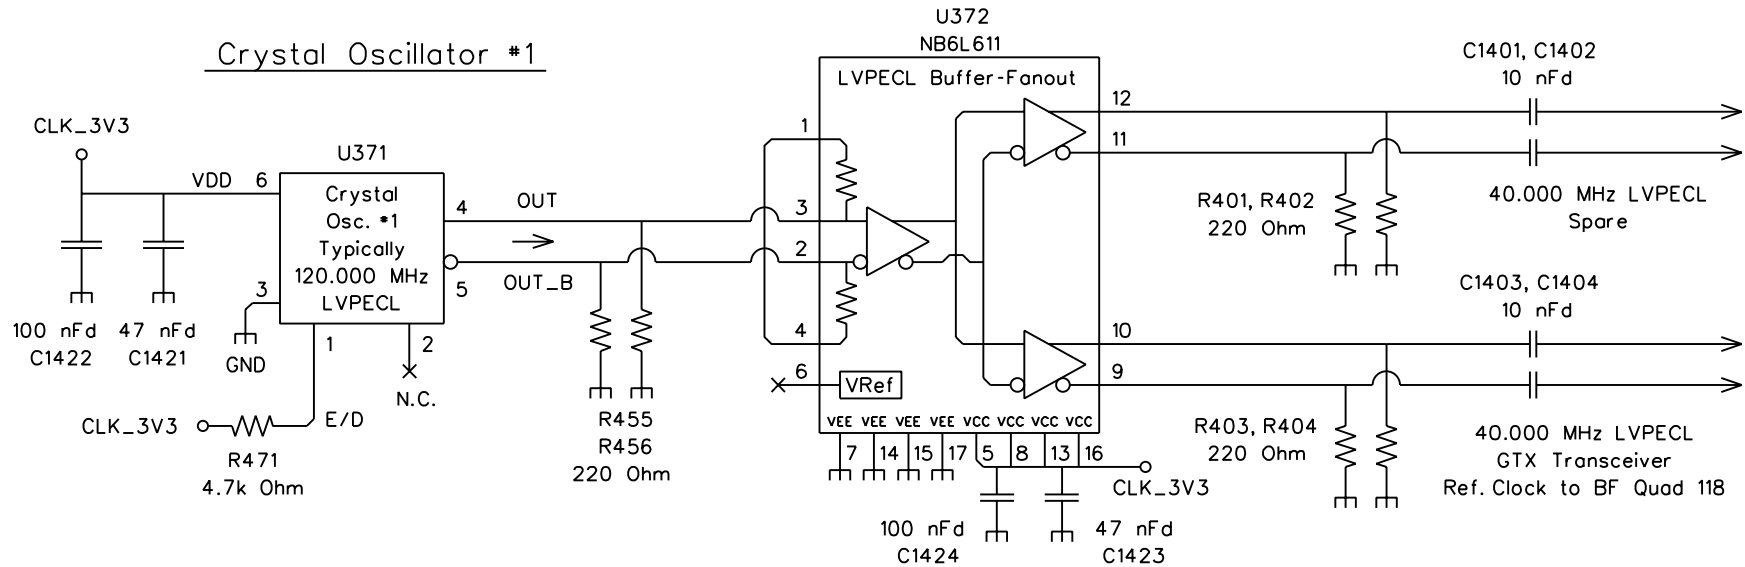 Crystal Oscillator #1
CLK_3V3
VDD
6
U371
Crystal
Osc. #1
Typically
120.000 MHz
LVPECL
3
GND
100 nFd
C1422
47 nFd
C1421
1
2
N.C.
E/D
CLK_3V3
R471
4.7k Ohm
4
OUT
5
OUT_B
R455
R456
220 Ohm
U372
NB6L611
LVPECL Buffer-Fanout
1
3
2
4
6
VRef
VEE VEE VEE VEE VCC VCC VCC VCC
7 14 15 17 5 8 13 16
CLK_3V3
100 nFd
C1424
47 nFd
C1423
12
11
10
9
C1401, C1402
10 nFd
R401, R402
220 Ohm
40.000 MHz LVPECL
Spare
C1403, C1404
10 nFd
R403, R404
220 Ohm
40.000 MHz LVPECL
GTX Transceiver
Ref. Clock to BF Quad 118